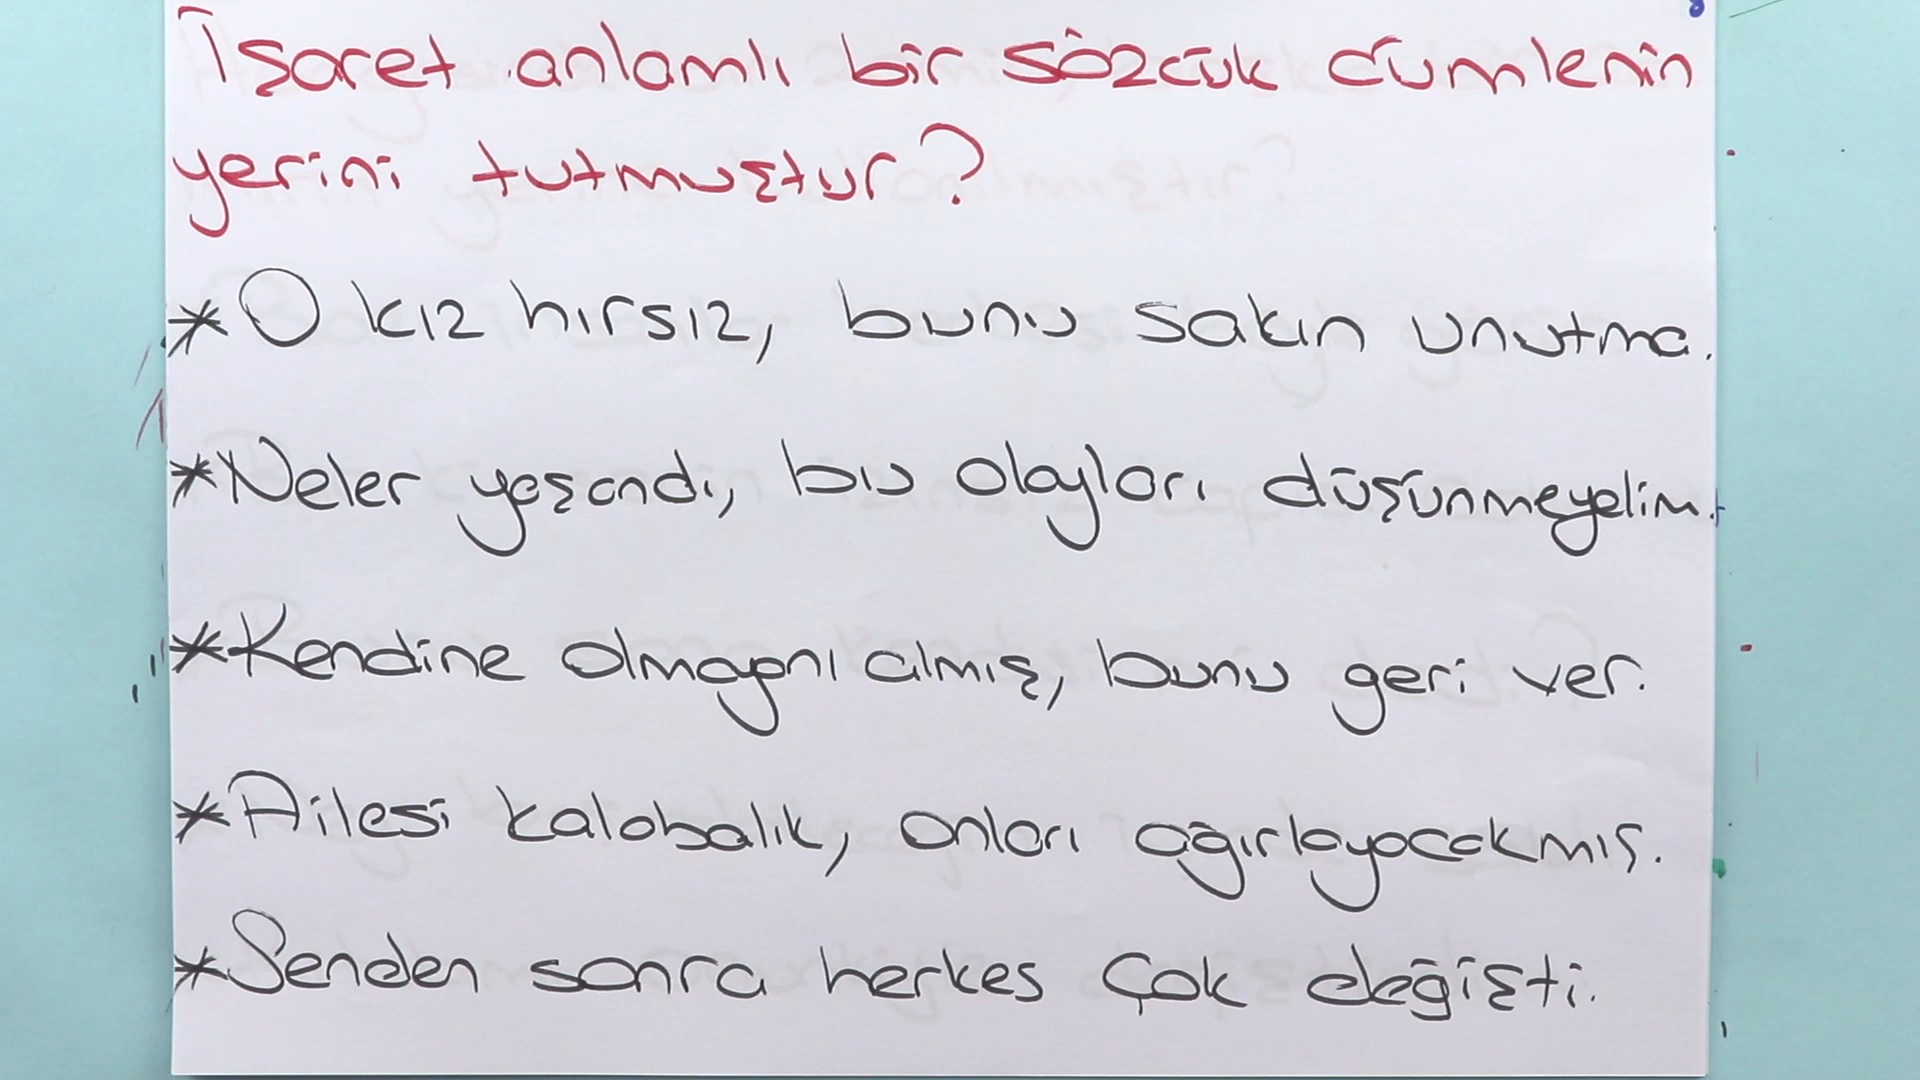 İşaret anlamlı bir sözcük cümlenin
yerini tutmuştur?
* O kız hırsız, bunu sakın unutma.
* Neler yaşandı, bu olayları düşünmeyelim.
* Kendine olmayanı almış, bunu geri ver.
* Ailesi kalabalık, onları ağırlayacakmış.
* Senden sonra herkes çok değişti.